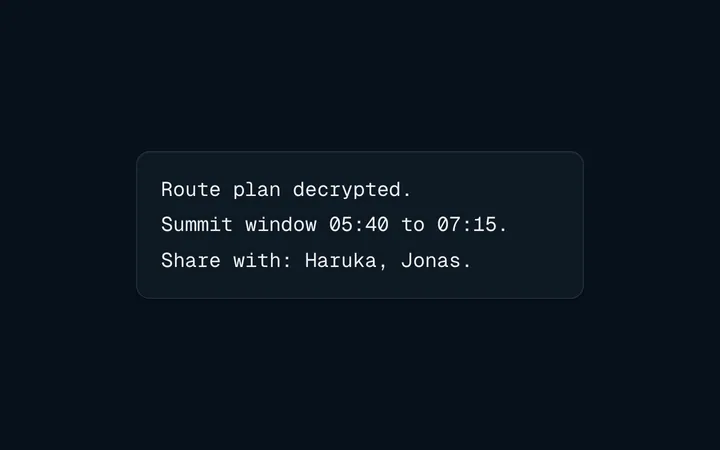 Route plan decrypted.
Summit window 05:40 to 07:15.
Share with: Haruka, Jonas.